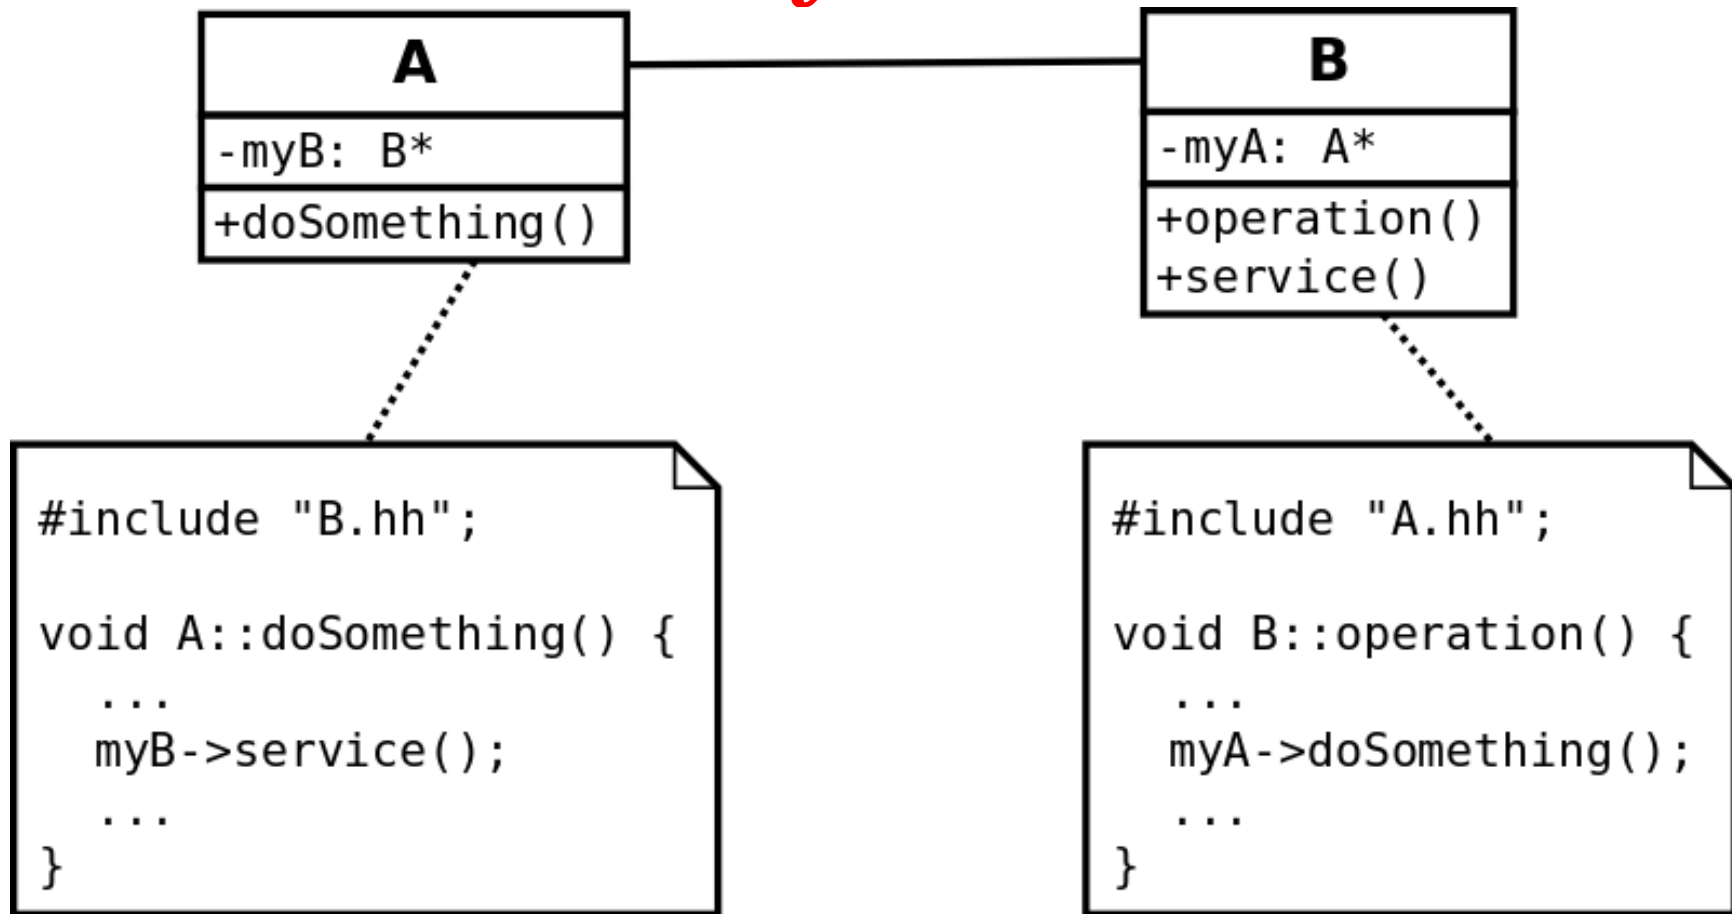 A
-myB: B*
+doSomething()
B
-myA: A*
+operation()
+service()
#include "B.hh";
void A::doSomething() {
...
myB->service();
...
}
#include "A.hh";
void B::operation() {
...
myA->doSomething();
...
}